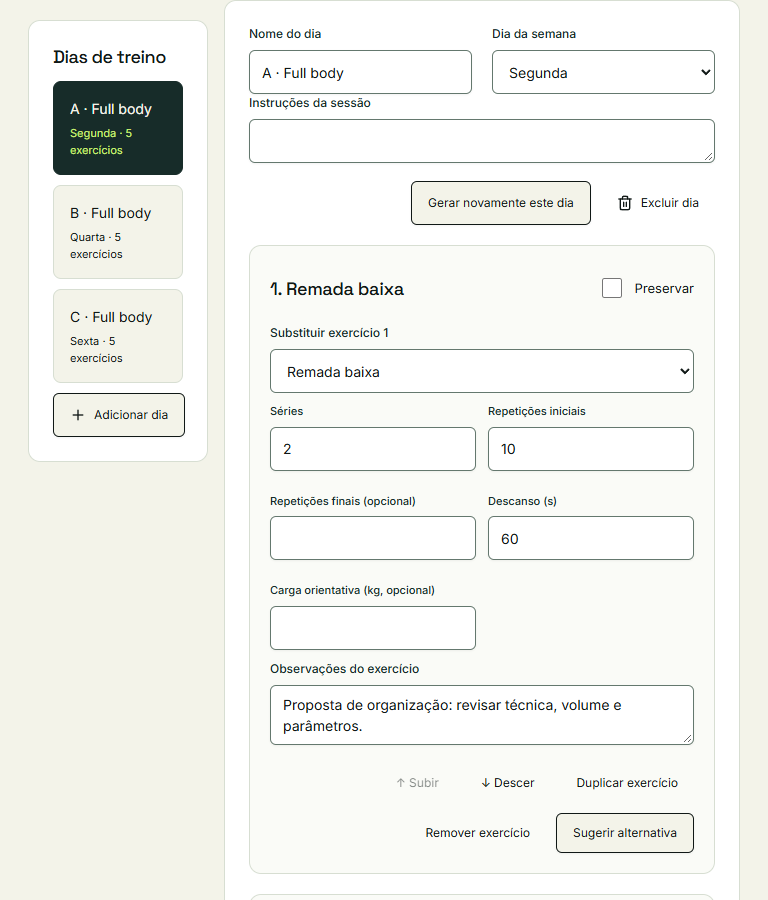 Dias de treino
A · Full body
Segunda · 5
exercícios
B · Full body
Quarta · 5
exercícios
C · Full body
Sexta · 5
exercícios
Adicionar dia
Nome do dia
Dia da semana
A · Full body
Segunda
Instruções da sessão
Gerar novamente este dia
Excluir dia
1. Remada baixa
Preservar
Substituir exercício 1
Remada baixa
Séries
Repetições iniciais
2
10
Repetições finais (opcional)
Descanso (s)
60
Carga orientativa (kg, opcional)
Observações do exercício
Proposta de organização: revisar técnica, volume e
parâmetros.
↑ Subir
↓ Descer
Duplicar exercício
Remover exercício
Sugerir alternativa